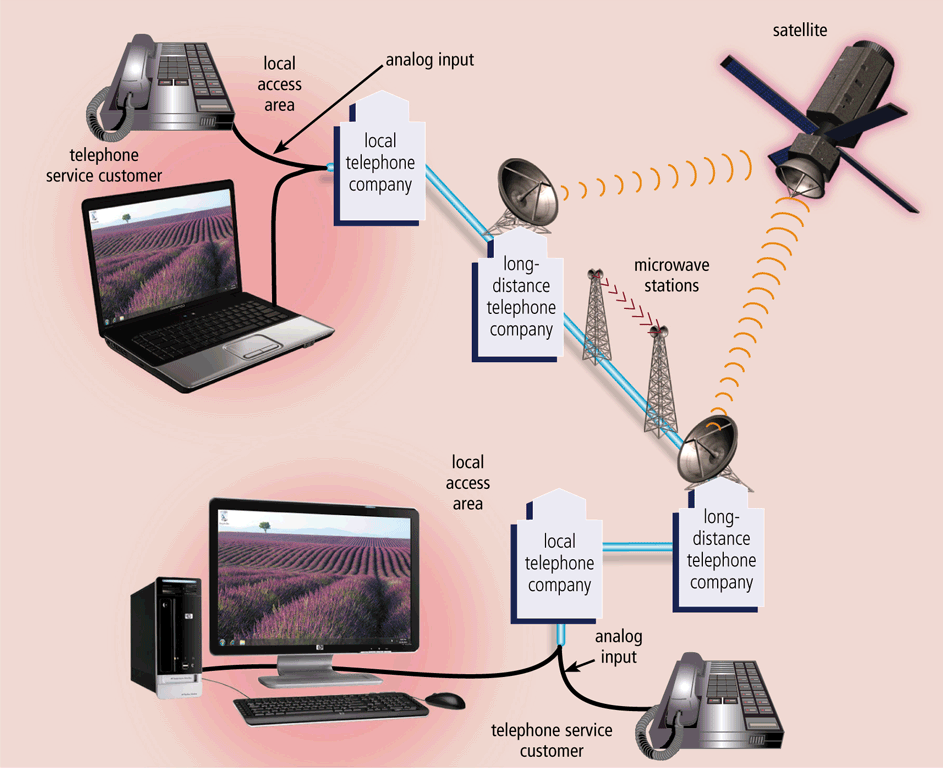 satellite
analog input
local
access
area
local
telephone
company
telephone
service customer
long-
distance
telephone
company
microwave
stations
local
access
area
local
telephone
company
long-
distance
telephone
company
analog
input
telephone service
customer